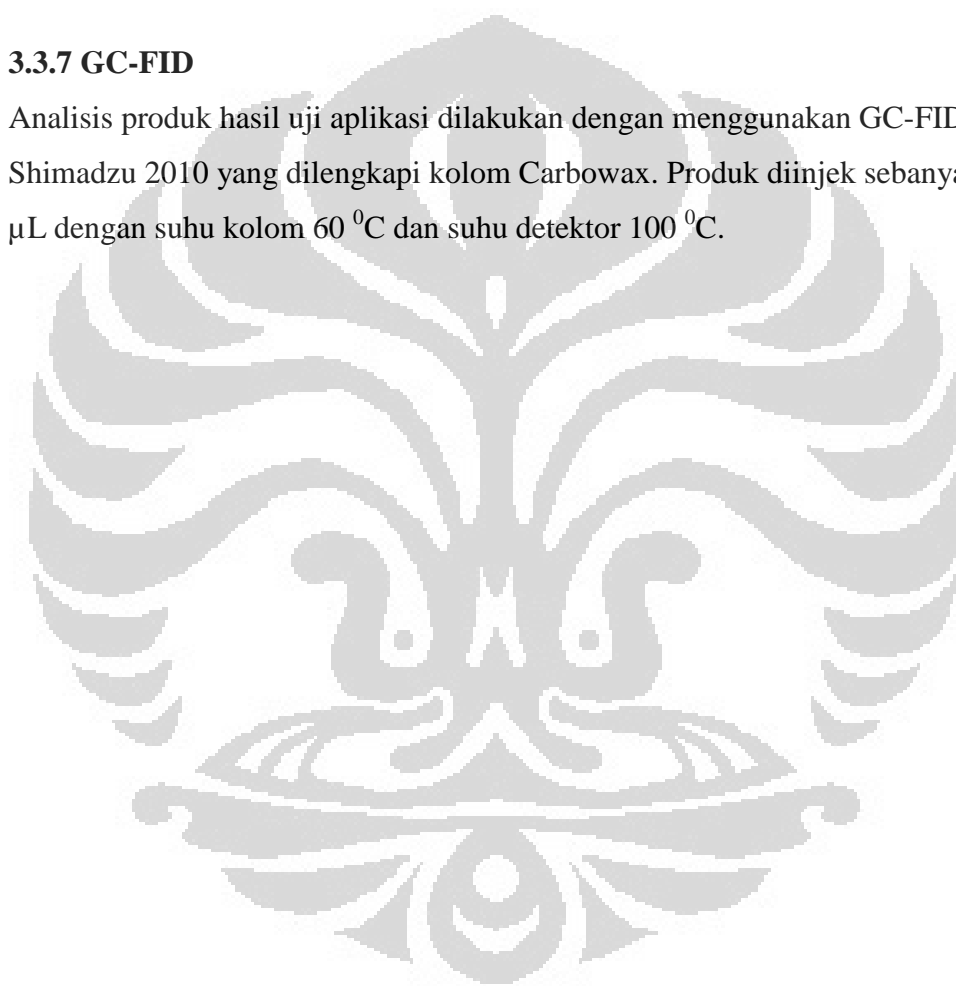 3.3.7 GC-FID
Analisis produk hasil uji aplikasi dilakukan dengan menggunakan GC-FID
Shimadzu 2010 yang dilengkapi kolom Carbowax. Produk diinjek sebanya
µL dengan suhu kolom 60 ⁰C dan suhu detektor 100 ⁰C.